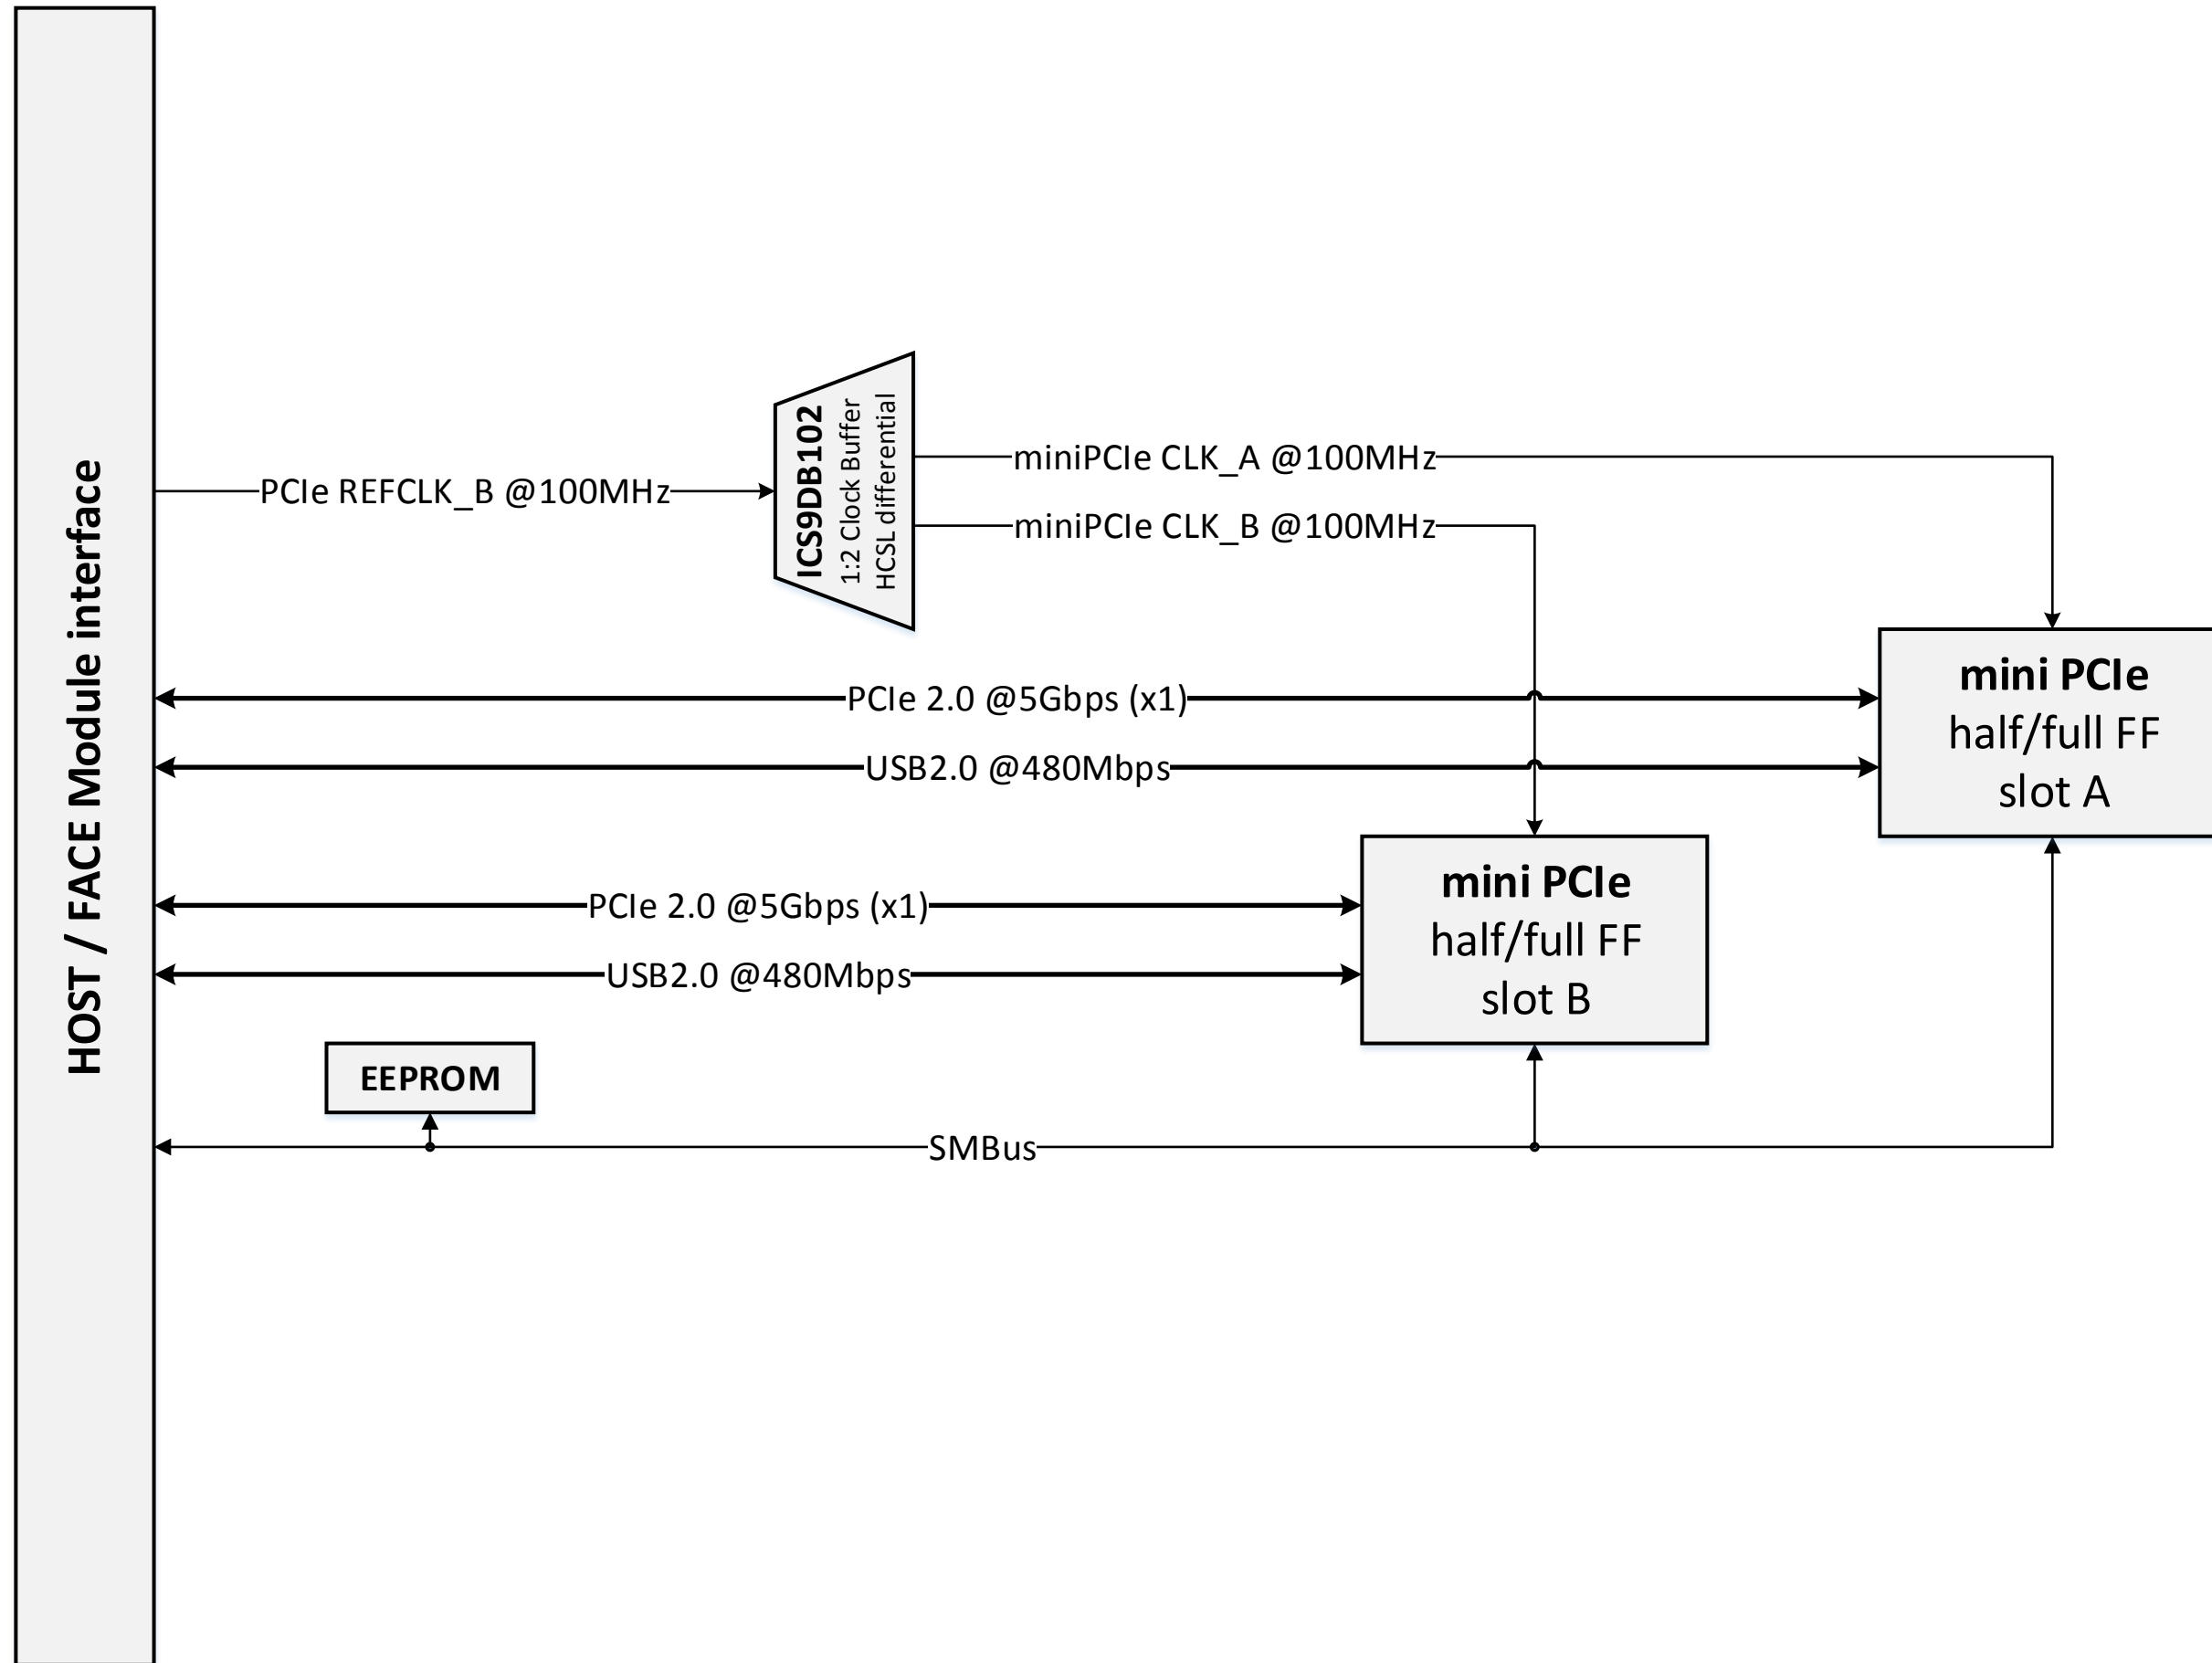 HOST / FACE Module interface
PCIe REFCLK_B @100MHz
ICS9DB102
1:2 Clock Buffer
HCSL differential
miniPCIe CLK_A @100MHz
miniPCIe CLK_B @100MHz
PCIe 2.0 @5Gbps (x1)
USB2.0 @480Mbps
mini PCIe
half/full FF
slot A
PCIe 2.0 @5Gbps (x1)
USB2.0 @480Mbps
mini PCIe
half/full FF
slot B
EEPROM
SMBus